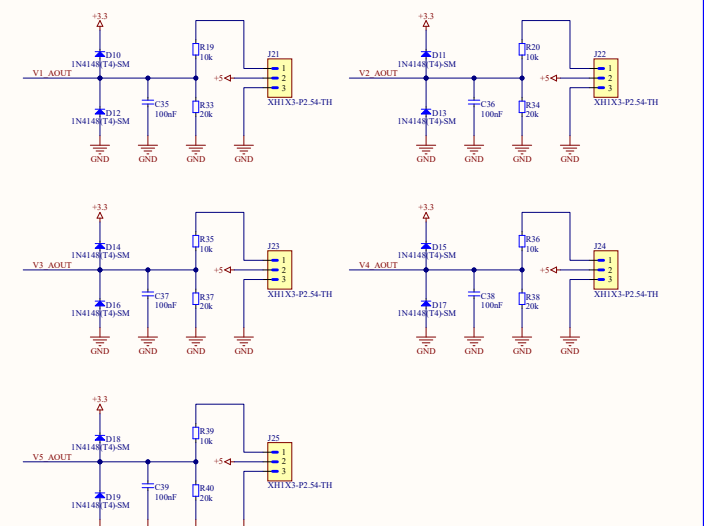 +3.3
D10
1N4148(T4)-SM
V1_AOUT
D12
1N4148(T4)-SM
C35
100nF
R19
10k
R33
20k
+5
J21
1
2
3
XH1X3-P2.54-TH
GND
GND
GND
GND
+3.3
D11
1N4148(T4)-SM
V2_AOUT
D13
1N4148(T4)-SM
C36
100nF
R20
10k
R34
20k
+5
J22
1
2
3
XH1X3-P2.54-TH
GND
GND
GND
GND
+3.3
D14
1N4148(T4)-SM
V3_AOUT
D16
1N4148(T4)-SM
C37
100nF
R35
10k
R37
20k
+5
J23
1
2
3
XH1X3-P2.54-TH
GND
GND
GND
GND
+3.3
D15
1N4148(T4)-SM
V4_AOUT
D17
1N4148(T4)-SM
C38
100nF
R36
10k
R38
20k
+5
J24
1
2
3
XH1X3-P2.54-TH
GND
GND
GND
GND
+3.3
D18
1N4148(T4)-SM
V5_AOUT
D19
1N4148(T4)-SM
C39
100nF
R39
10k
R40
20k
+5
J25
1
2
3
XH1X3-P2.54-TH